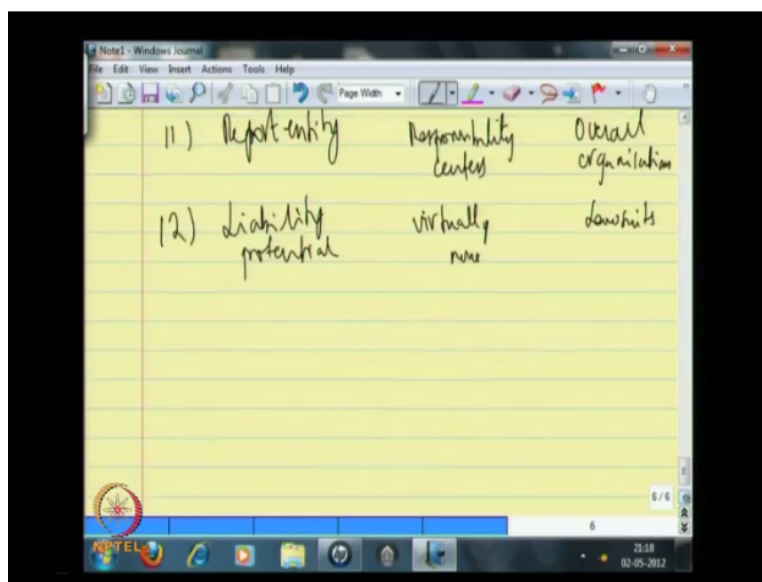 Note1 - Windows Journal
File Edit View Insert Actions Tools Help
Page Width
11) Report entity Responsibility centers Overall organisation
12) Liability potential virtually none Lawsuits
6/6
6
NPTEL
21:18
02-05-2012